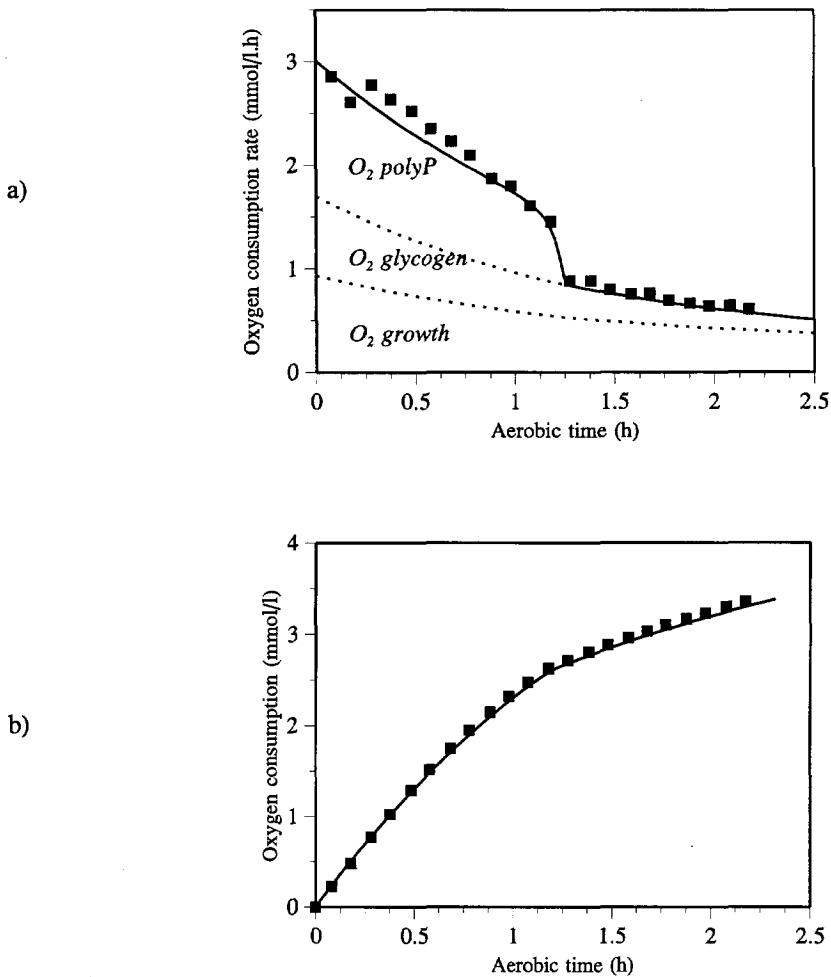 a)
Oxygen consumption rate (mmol/l.h)
3
2
1
0
O₂ polyP
O₂ glycogen
O₂ growth
0 0.5 1 1.5 2 2.5
Aerobic time (h)
b)
Oxygen consumption (mmol/l)
4
3
2
1
0
0 0.5 1 1.5 2 2.5
Aerobic time (h)